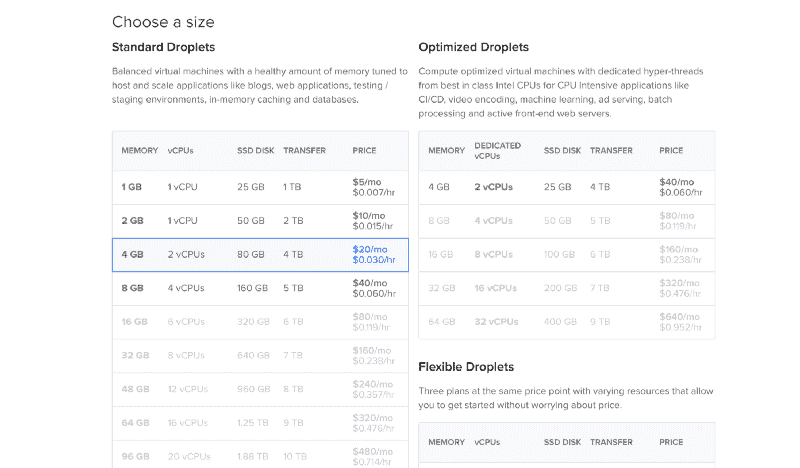 Choose a size
Standard Droplets
Balanced virtual machines with a healthy amount of memory tuned to
host and scale applications like blogs, web applications, testing /
staging environments, in-memory caching and databases.
MEMORY vCPUs SSD DISK TRANSFER PRICE
1 GB 1 vCPU 25 GB 1 TB $5/mo
$0.007/hr
2 GB 1 vCPU 50 GB 2 TB $10/mo
$0.015/hr
4 GB 2 vCPUs 80 GB 4 TB $20/mo
$0.030/hr
8 GB 4 vCPUs 160 GB 5 TB $40/mo
$0.060/hr
16 GB 6 vCPUs 320 GB 6 TB $80/mo
$0.119/hr
32 GB 8 vCPUs 640 GB 7 TB $160/mo
$0.238/hr
48 GB 12 vCPUs 960 GB 8 TB $240/mo
$0.357/hr
64 GB 16 vCPUs 1.25 TB 9 TB $320/mo
$0.476/hr
96 GB 20 vCPUs 1.88 TB 10 TB $480/mo
$0.714/hr
Optimized Droplets
Compute optimized virtual machines with dedicated hyper-threads
from best in class Intel CPUs for CPU Intensive applications like
CI/CD, video encoding, machine learning, ad serving, batch
processing and active front-end web servers.
MEMORY DEDICATED vCPUs SSD DISK TRANSFER PRICE
4 GB 2 vCPUs 25 GB 4 TB $40/mo
$0.060/hr
8 GB 4 vCPUs 50 GB 5 TB $80/mo
$0.119/hr
16 GB 8 vCPUs 100 GB 6 TB $160/mo
$0.238/hr
32 GB 16 vCPUs 200 GB 7 TB $320/mo
$0.476/hr
64 GB 32 vCPUs 400 GB 9 TB $640/mo
$0.952/hr
Flexible Droplets
Three plans at the same price point with varying resources that allow
you to get started without worrying about price.
MEMORY vCPUs SSD DISK TRANSFER PRICE